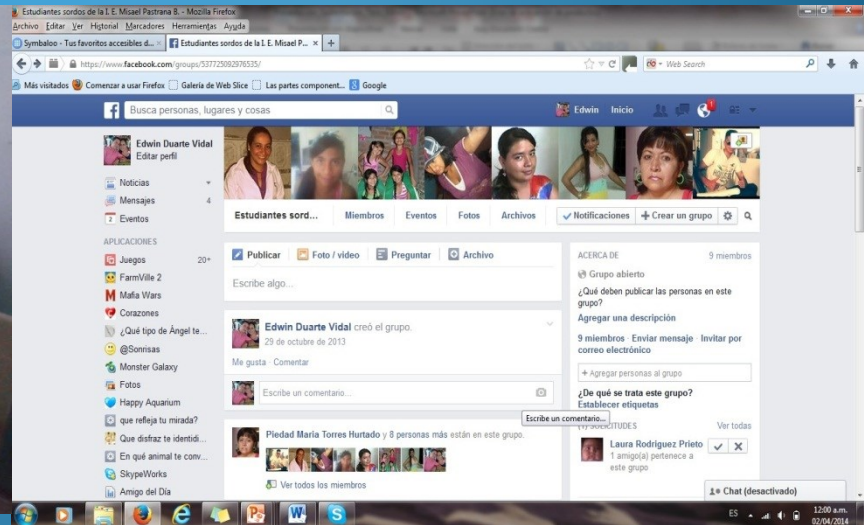 Estudiantes sordos de la I. E. Misael Pastrana B. - Mozilla Firefox
Archivo Editar Ver Historial Marcadores Herramientas Ayuda
Symbaloo - Tus favoritos accesibles d... Estudiantes sordos de la I. E. Misael P...
https://www.facebook.com/groups/537725092976535/
Web Search
Más visitados Comenzar a usar Firefox Galería de Web Slice Las partes component... Google
Busca personas, lugares y cosas
Edwin Inicio
1
Edwin Duarte Vidal
Editar perfil
Noticias
Mensajes 4
Eventos
APLICACIONES
Juegos 20+
FarmVille 2
Mafia Wars
Corazones
¿Qué tipo de Ángel te...
@Sonrisas
Monster Galaxy
Fotos
Happy Aquarium
que refleja tu mirada?
Que disfraz te identidi...
En qué animal te conv...
SkypeWorks
Amigo del Día
Estudiantes sord... Miembros Eventos Fotos Archivos Notificaciones Crear un grupo
Publicar Foto / video Preguntar Archivo
Escribe algo...
Edwin Duarte Vidal creó el grupo.
29 de octubre de 2013
Me gusta · Comentar
Escribe un comentario...
Escribe un comentario...
Piedad Maria Torres Hurtado y 8 personas más están en este grupo.
Ver todos los miembros
ACERCA DE 9 miembros
Grupo abierto
¿Qué deben publicar las personas en este
grupo?
Agregar una descripción
9 miembros · Enviar mensaje · Invitar por
correo electrónico
+ Agregar personas al grupo
¿De qué se trata este grupo?
Establecer etiquetas
(1) SOLICITUDES Ver todas
Laura Rodriguez Prieto
1 amigo(a) pertenece a
este grupo
Chat (desactivado)
ES 12:00 a.m.
02/04/2014